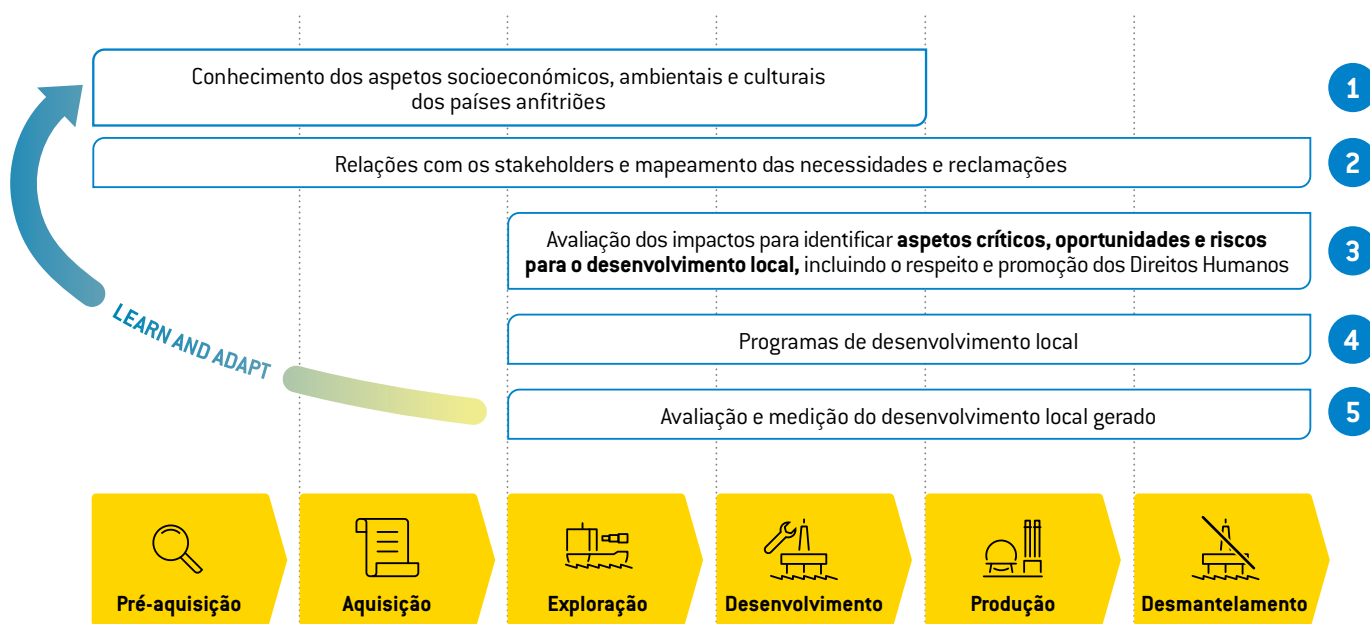 Conhecimento dos aspetos socioeconómicos, ambientais e culturais
dos países anfitriões
1
Relações com os stakeholders e mapeamento das necessidades e reclamações
2
Avaliação dos impactos para identificar aspetos críticos, oportunidades e riscos
para o desenvolvimento local, incluindo o respeito e promoção dos Direitos Humanos
3
LEARN AND ADAPT
Programas de desenvolvimento local
4
Avaliação e medição do desenvolvimento local gerado
5
Pré-aquisição
Aquisição
Exploração
Desenvolvimento
Produção
Desmantelamento